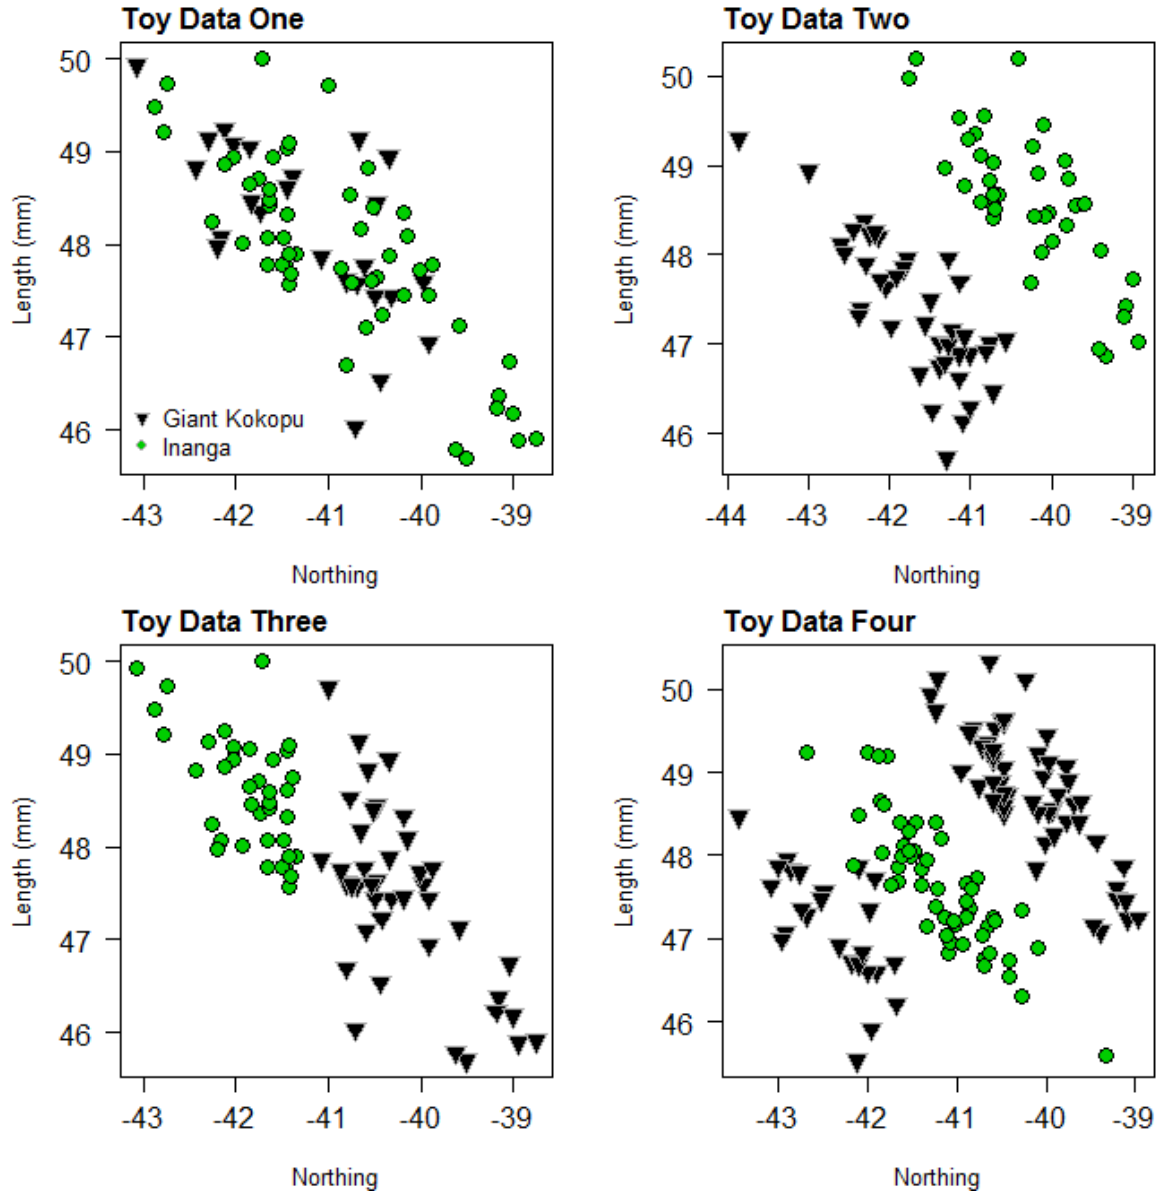 Toy Data One
Length (mm)
50
49
48
47
46
Giant Kokopu
Inanga
-43 -42 -41 -40 -39
Northing
Toy Data Two
Length (mm)
50
49
48
47
46
-44 -43 -42 -41 -40 -39
Northing
Toy Data Three
Length (mm)
50
49
48
47
46
-43 -42 -41 -40 -39
Northing
Toy Data Four
Length (mm)
50
49
48
47
46
-43 -42 -41 -40 -39
Northing